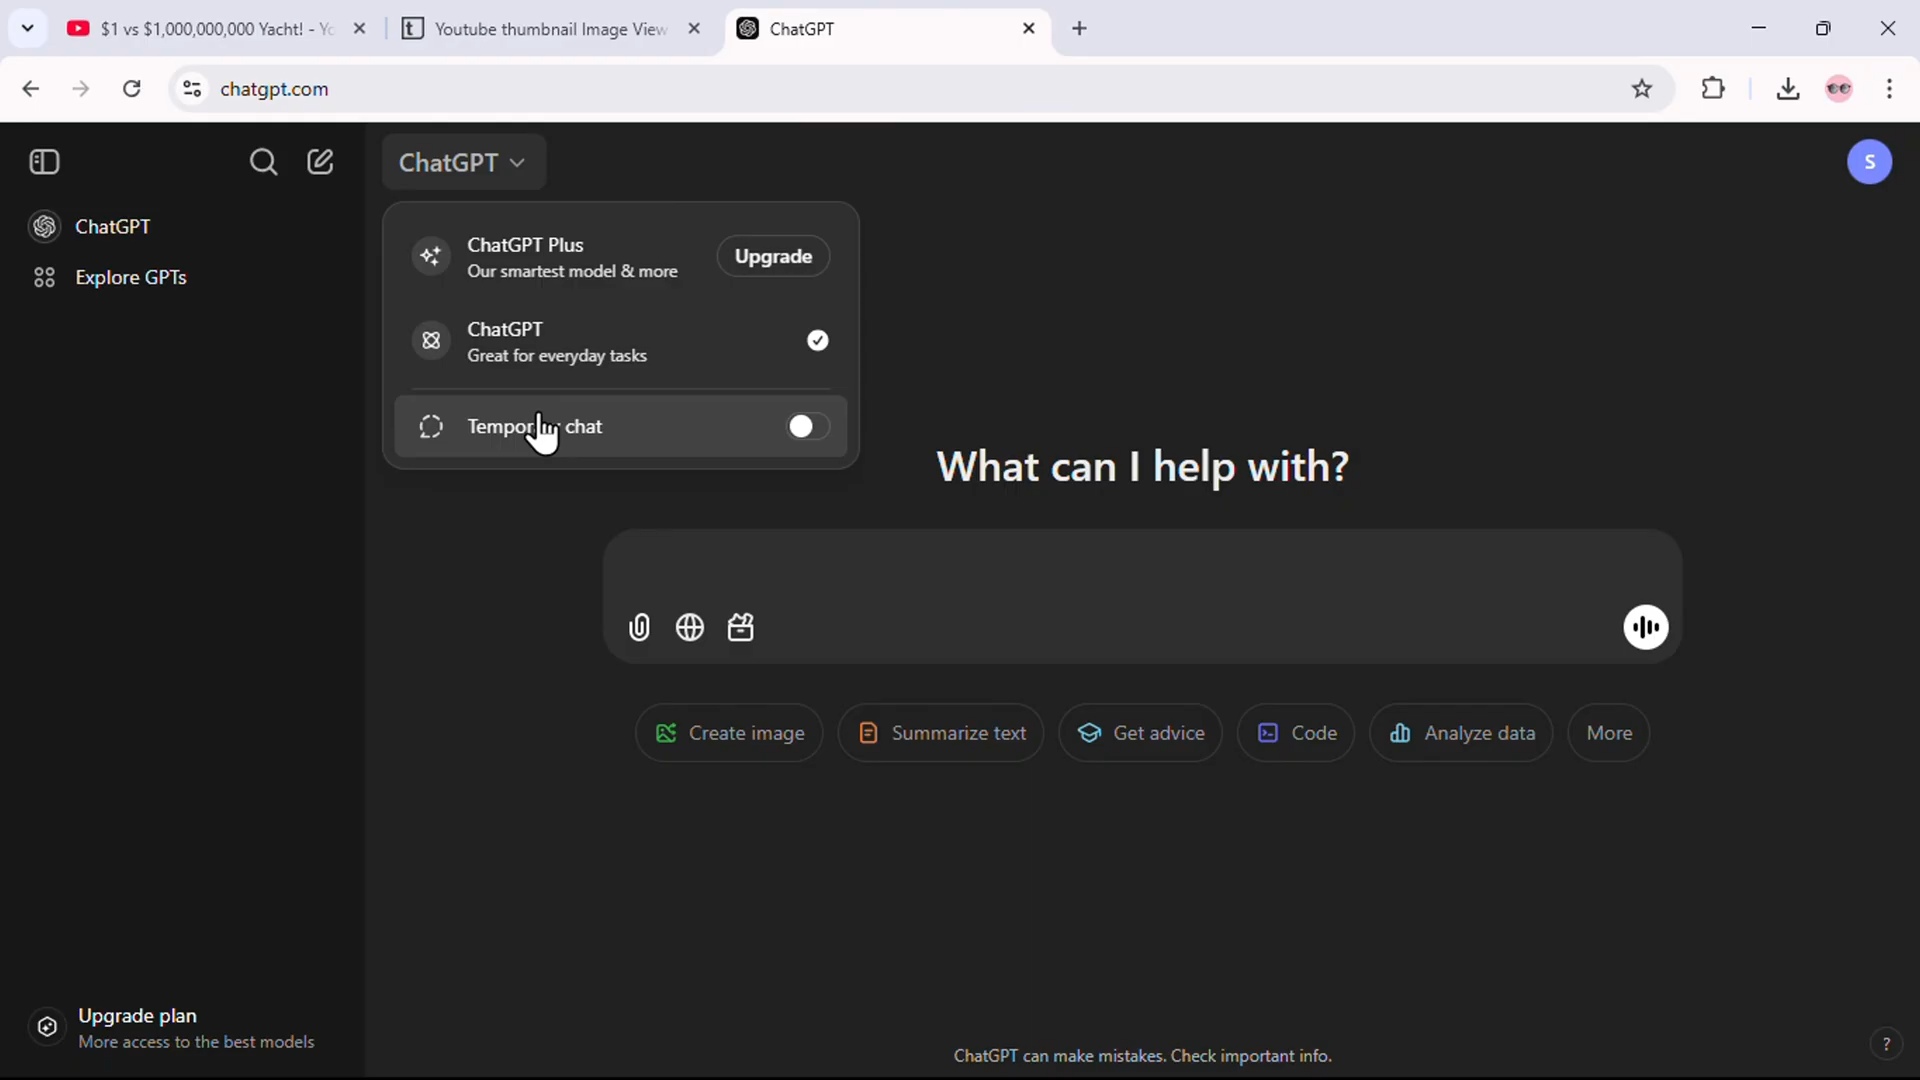 $1 vs $1,000,000,000 Yacht! - Yo
Youtube thumbnail Image View
ChatGPT
chatgpt.com
ChatGPT
S
ChatGPT
Explore GPTs
ChatGPT Plus
Our smartest model & more
Upgrade
ChatGPT
Great for everyday tasks
chat
What can I help with?
Create image
Summarize text
Get advice
Code
Analyze data
More
Upgrade plan
More access to the best models
ChatGPT can make mistakes. Check important info.
?